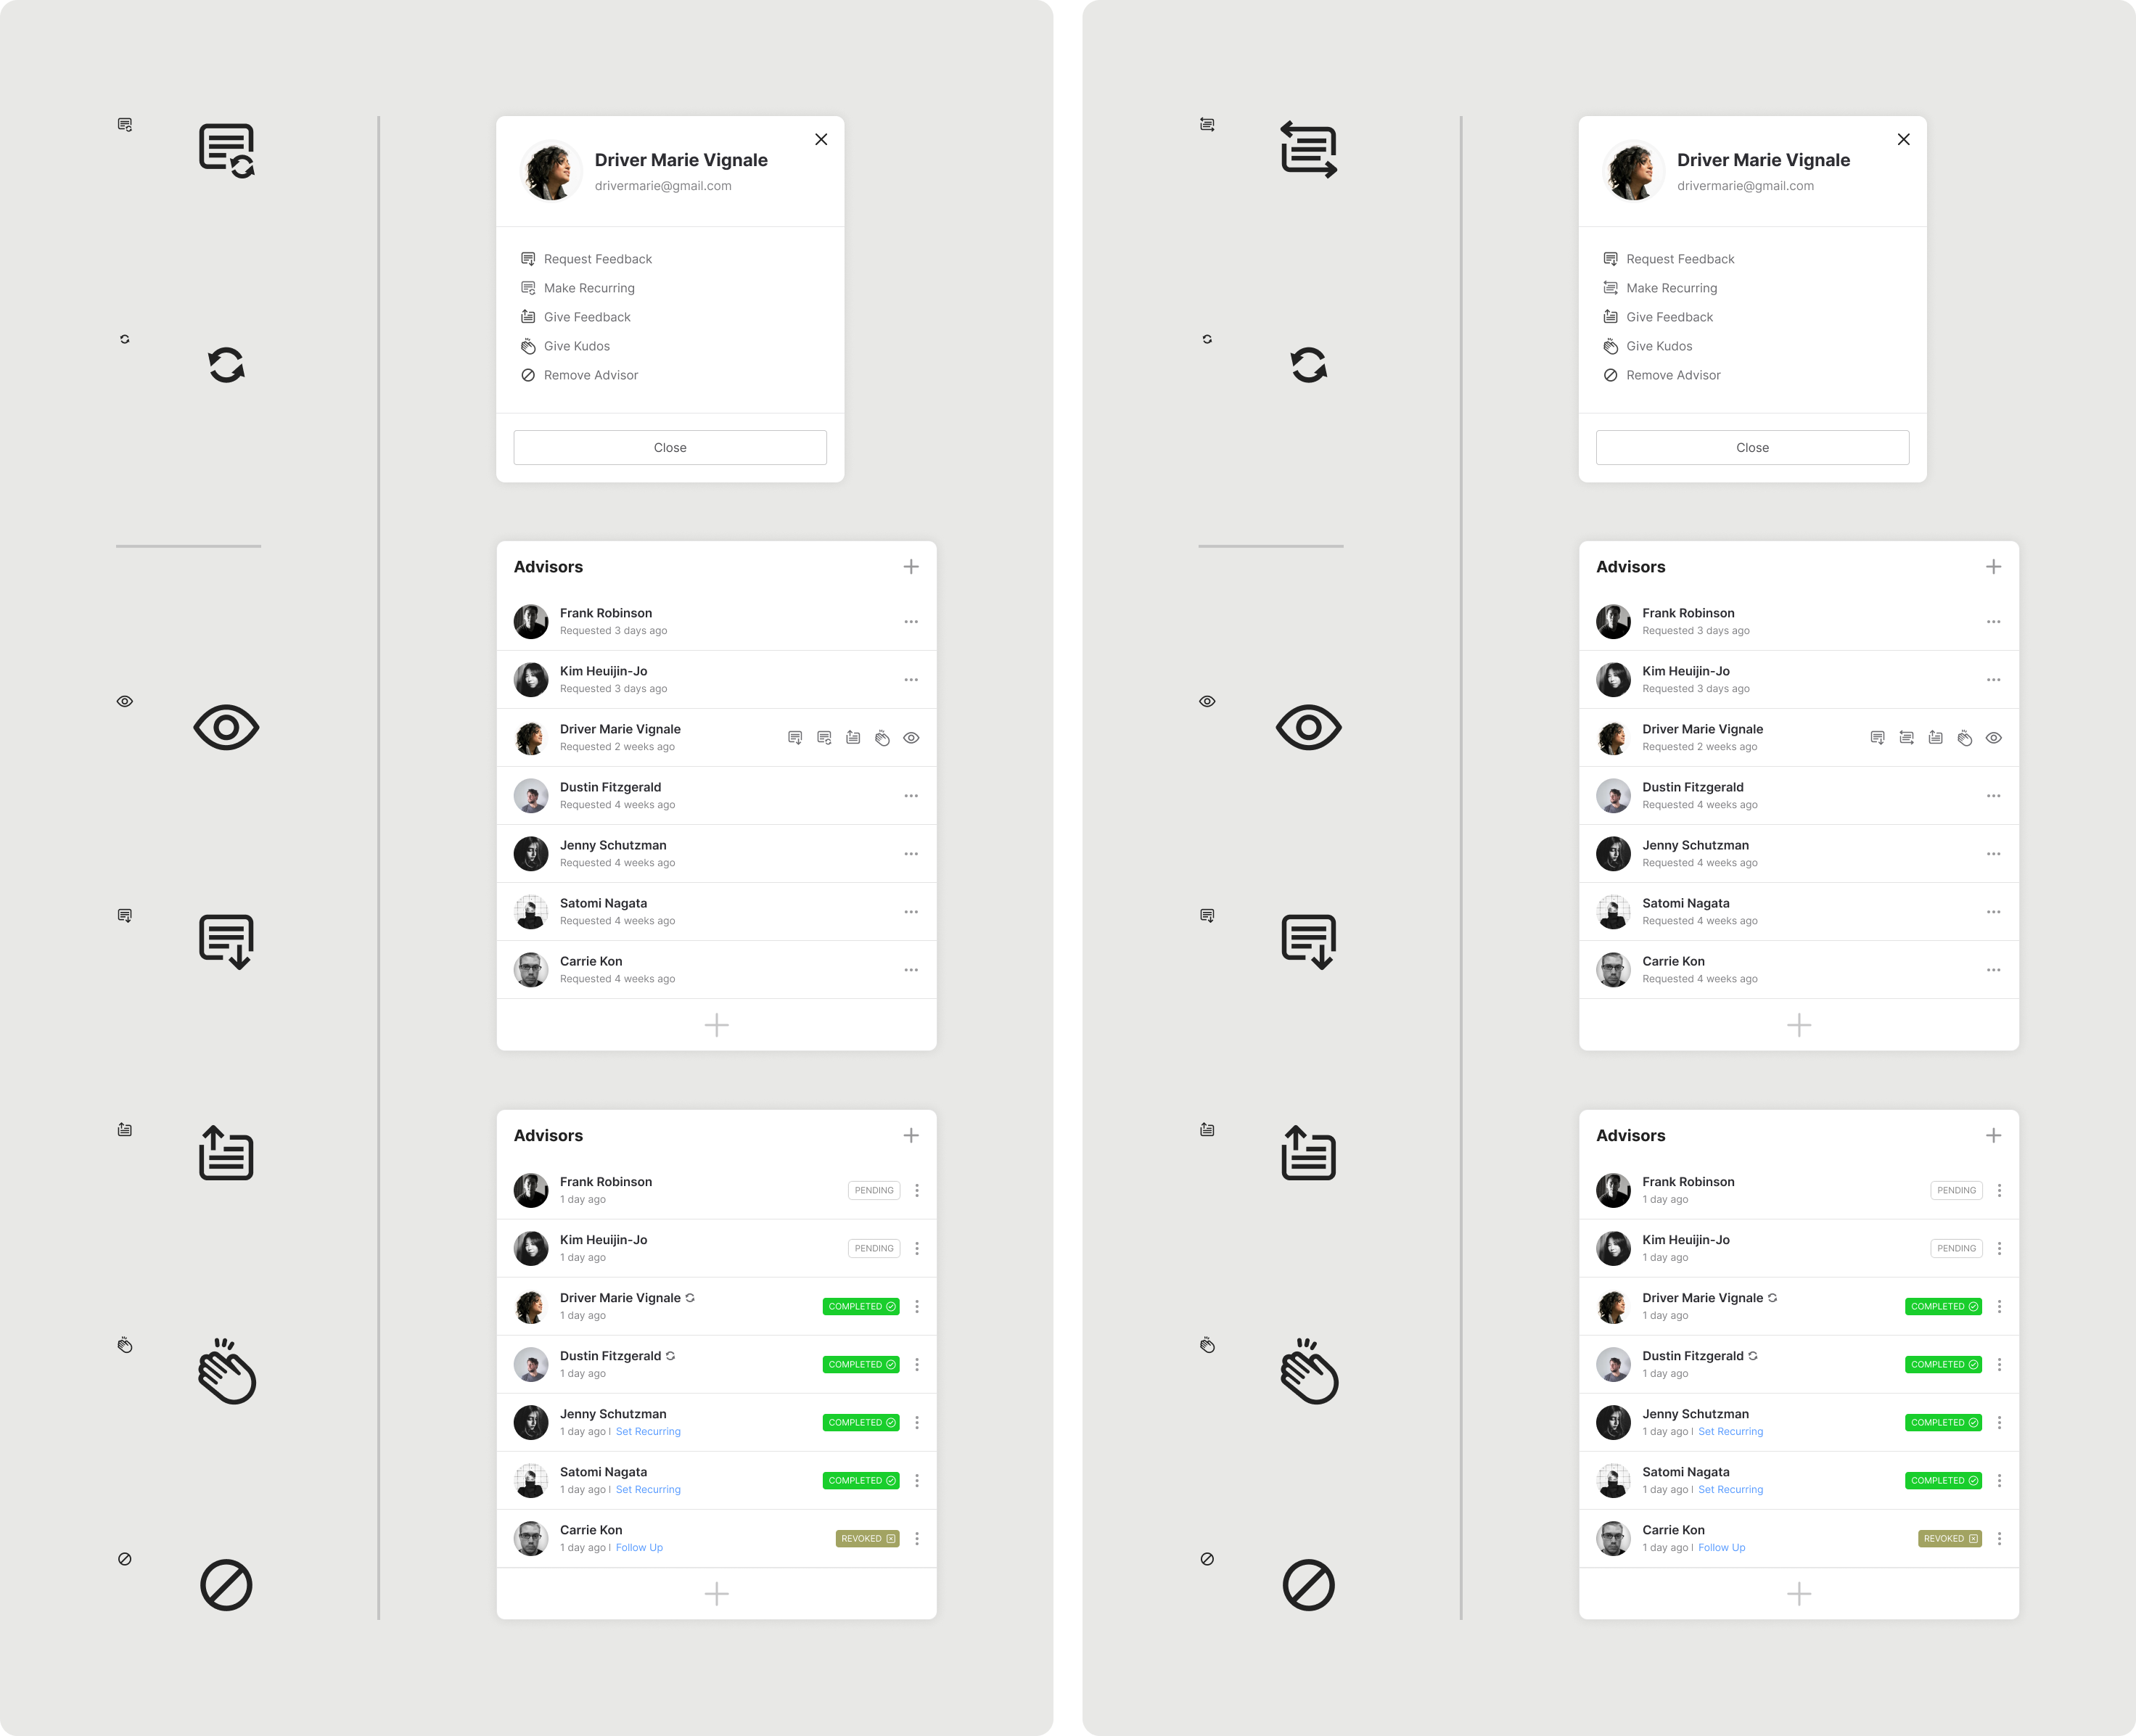 Driver Marie Vignale
drivermarie@gmail.com
Request Feedback
Make Recurring
Give Feedback
Give Kudos
Remove Advisor
Close
Advisors
Frank Robinson
Requested 3 days ago
Kim Heuijin-Jo
Requested 3 days ago
Driver Marie Vignale
Requested 2 weeks ago
Dustin Fitzgerald
Requested 4 weeks ago
Jenny Schutzman
Requested 4 weeks ago
Satomi Nagata
Requested 4 weeks ago
Carrie Kon
Requested 4 weeks ago
Advisors
Frank Robinson
1 day ago
PENDING
Kim Heuijin-Jo
1 day ago
PENDING
Driver Marie Vignale
1 day ago
COMPLETED
Dustin Fitzgerald
1 day ago
COMPLETED
Jenny Schutzman
1 day ago | Set Recurring
COMPLETED
Satomi Nagata
1 day ago | Set Recurring
COMPLETED
Carrie Kon
1 day ago | Follow Up
REVOKED
Driver Marie Vignale
drivermarie@gmail.com
Request Feedback
Make Recurring
Give Feedback
Give Kudos
Remove Advisor
Close
Advisors
Frank Robinson
Requested 3 days ago
Kim Heuijin-Jo
Requested 3 days ago
Driver Marie Vignale
Requested 2 weeks ago
Dustin Fitzgerald
Requested 4 weeks ago
Jenny Schutzman
Requested 4 weeks ago
Satomi Nagata
Requested 4 weeks ago
Carrie Kon
Requested 4 weeks ago
Advisors
Frank Robinson
1 day ago
PENDING
Kim Heuijin-Jo
1 day ago
PENDING
Driver Marie Vignale
1 day ago
COMPLETED
Dustin Fitzgerald
1 day ago
COMPLETED
Jenny Schutzman
1 day ago | Set Recurring
COMPLETED
Satomi Nagata
1 day ago | Set Recurring
COMPLETED
Carrie Kon
1 day ago | Follow Up
REVOKED